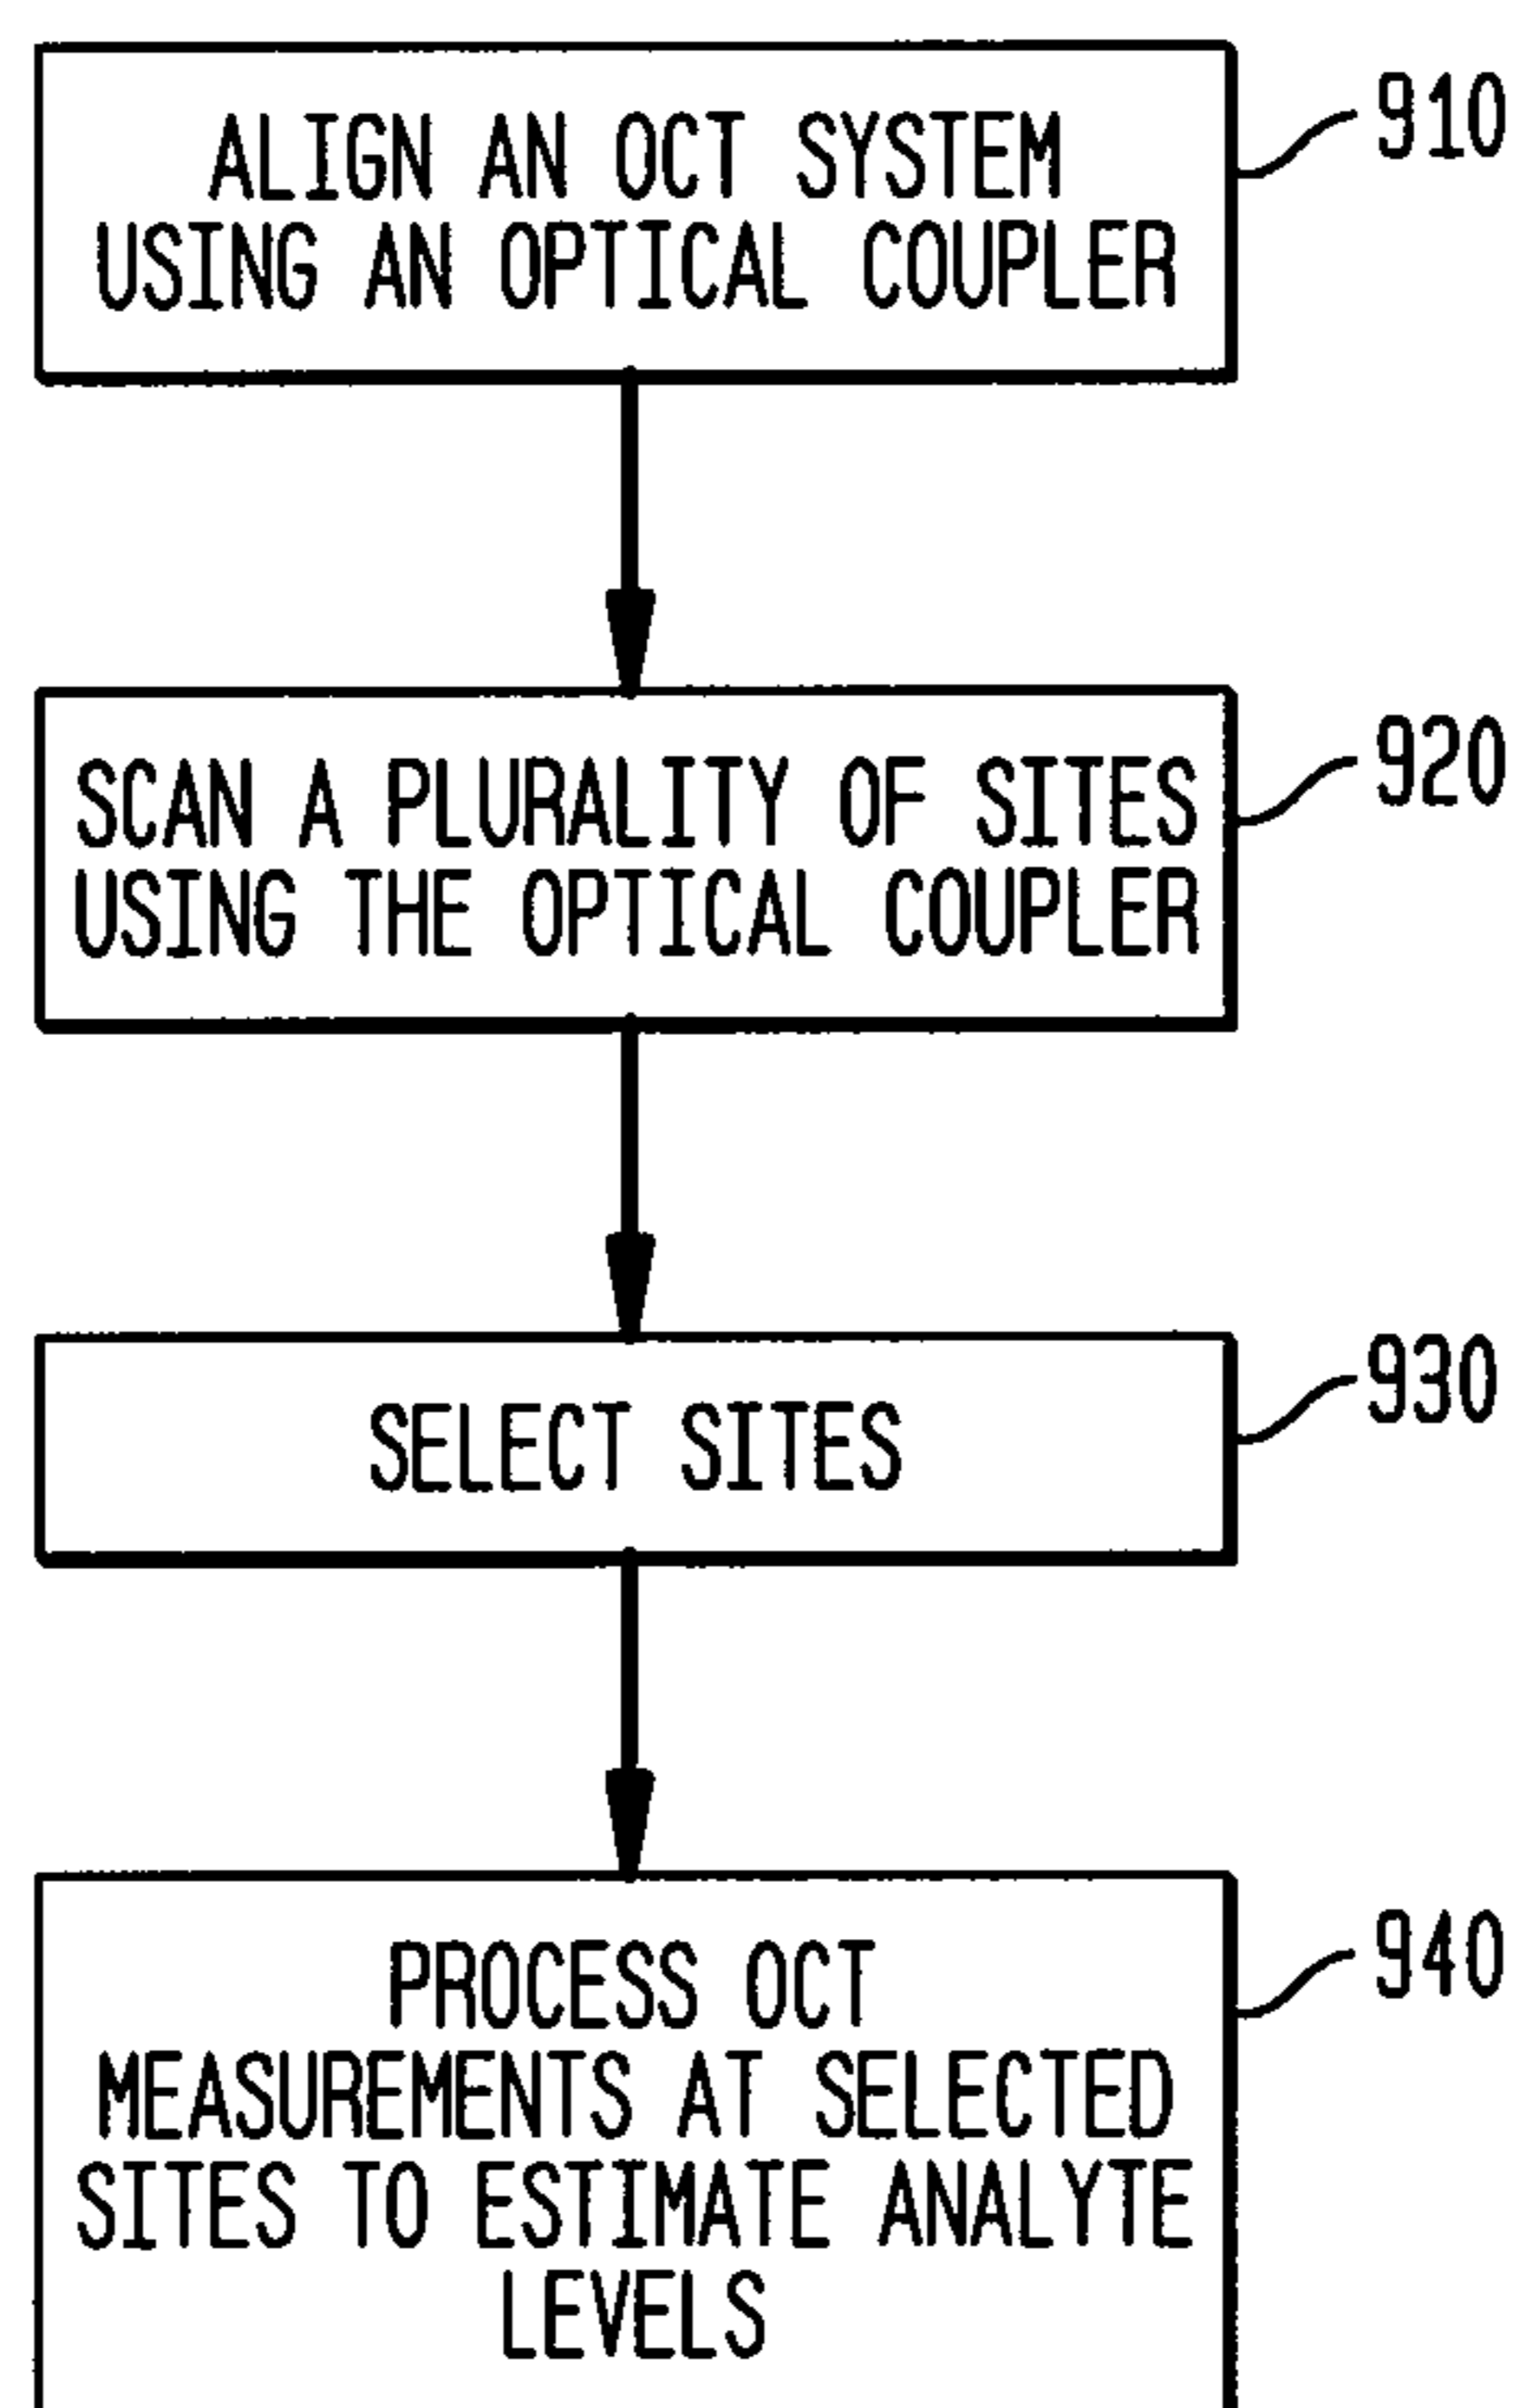 ALIGN AN OCT SYSTEM
USING AN OPTICAL COUPLER
910
SCAN A PLURALITY OF SITES
USING THE OPTICAL COUPLER
920
SELECT SITES
930
PROCESS OCT
MEASUREMENTS AT SELECTED
SITES TO ESTIMATE ANALYTE
LEVELS
940